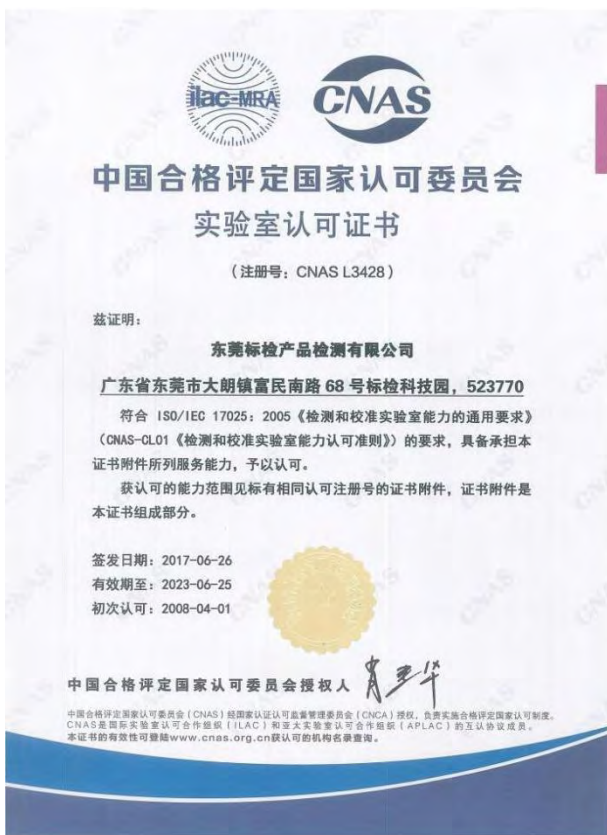 ilac-MRA
CNAS
中国合格评定国家认可委员会
实验室认可证书
（注册号：CNAS L3428）
兹证明：
东莞标检产品检测有限公司
广东省东莞市大朗镇富民南路 68 号标检科技园，523770
符合 ISO/IEC 17025：2005《检测和校准实验室能力的通用要求》
（CNAS-CL01《检测和校准实验室能力认可准则》）的要求，具备承担本
证书附件所列服务能力，予以认可。
获认可的能力范围见标有相同认可注册号的证书附件，证书附件是
本证书组成部分。
签发日期：2017-06-26
有效期至：2023-06-25
初次认可：2008-04-01
中国合格评定国家认可委员会授权人
中国合格评定国家认可委员会（CNAS）经国家认证认可监督管理委员会（CNCA）授权，负责实施合格评定国家认可制度。
CNAS是国际实验室认可合作组织（ILAC）和亚太实验室认可合作组织（APLAC）的互认协议成员。
本证书的有效性可登陆www.cnas.org.cn获认可的机构名录查询。